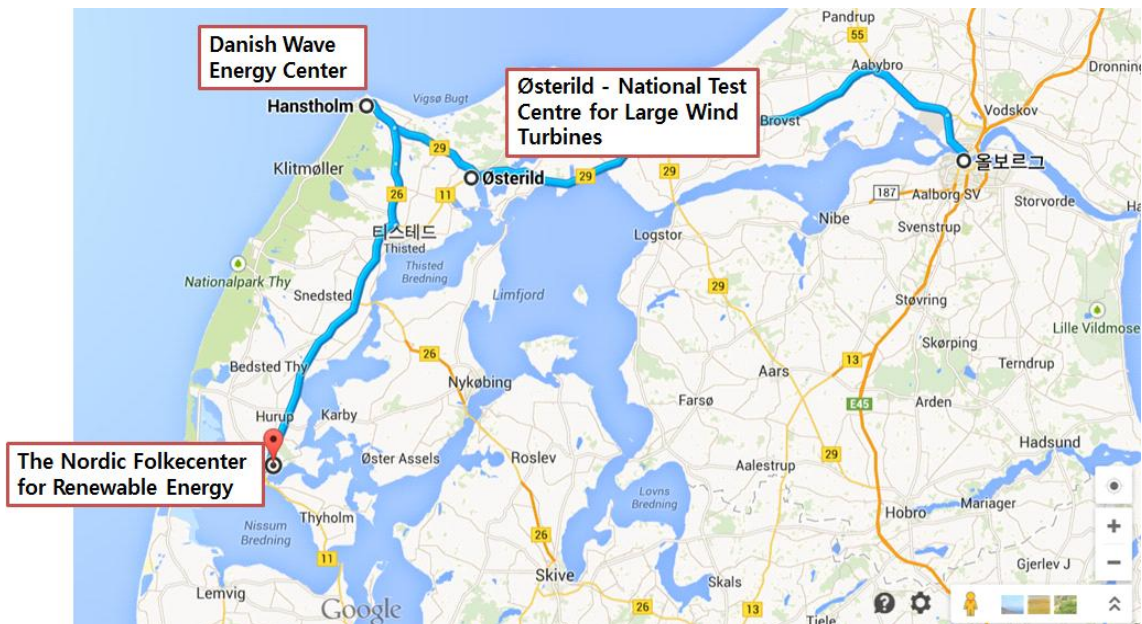 Danish Wave
Energy Center
Pandrup
55
Aabybro
Dronning
Hanstholm
Vigsø Bugt
Østerild - National Test
Centre for Large Wind
Turbines
Brovst
Vodskov
Klitmøller
29
Østerild
29
29
올보르그
26
11
187
Aalborg SV
Storvorde
Nibe
Svenstrup
Ha
티스테드
Thisted
Logstor
Thisted
Bredning
Nationalpark Thy
Snedsted
Limfjord
29
Støvring
Lille Vildmose
Skørping
Bedsted Thy
26
Nykøbing
Aars
13
Terndrup
Farsø
E45
Arden
Hurup
Karby
Hadsund
The Nordic Folkecenter
for Renewable Energy
Øster Assels
Roslev
Aalestrup
29
Lovns
Bredning
Mariager
Hobro
Thyholm
Nissum
Bredning
26
11
Gjerlev J
Skive
Skals
Lemvig
Google
26
13
Tjele